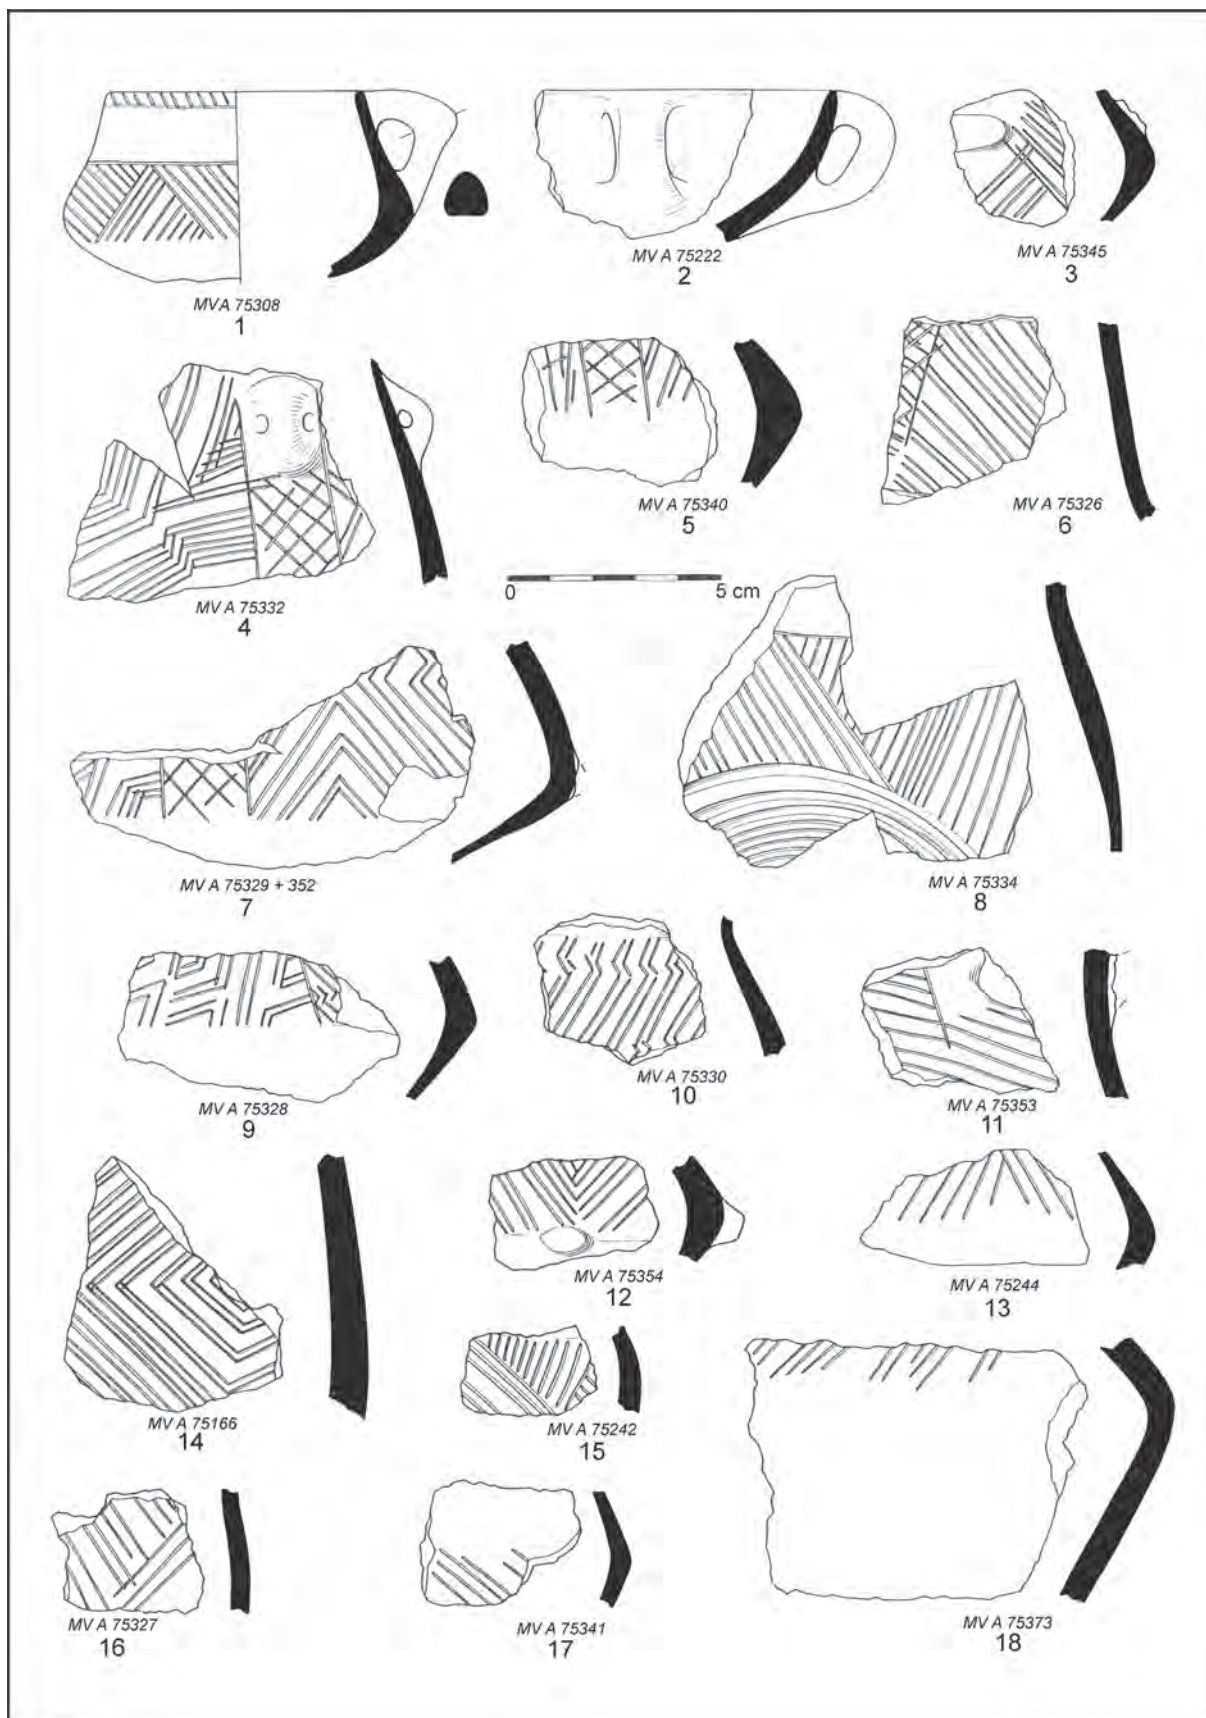 MV A 75308
1
MV A 75222
2
MV A 75345
3
MV A 75332
4
MV A 75340
5
MV A 75326
6
0 5 cm
MV A 75329 + 352
7
MV A 75334
8
MV A 75328
9
MV A 75330
10
MV A 75353
11
MV A 75354
12
MV A 75244
13
MV A 75166
14
MV A 75242
15
MV A 75327
16
MV A 75341
17
MV A 75373
18